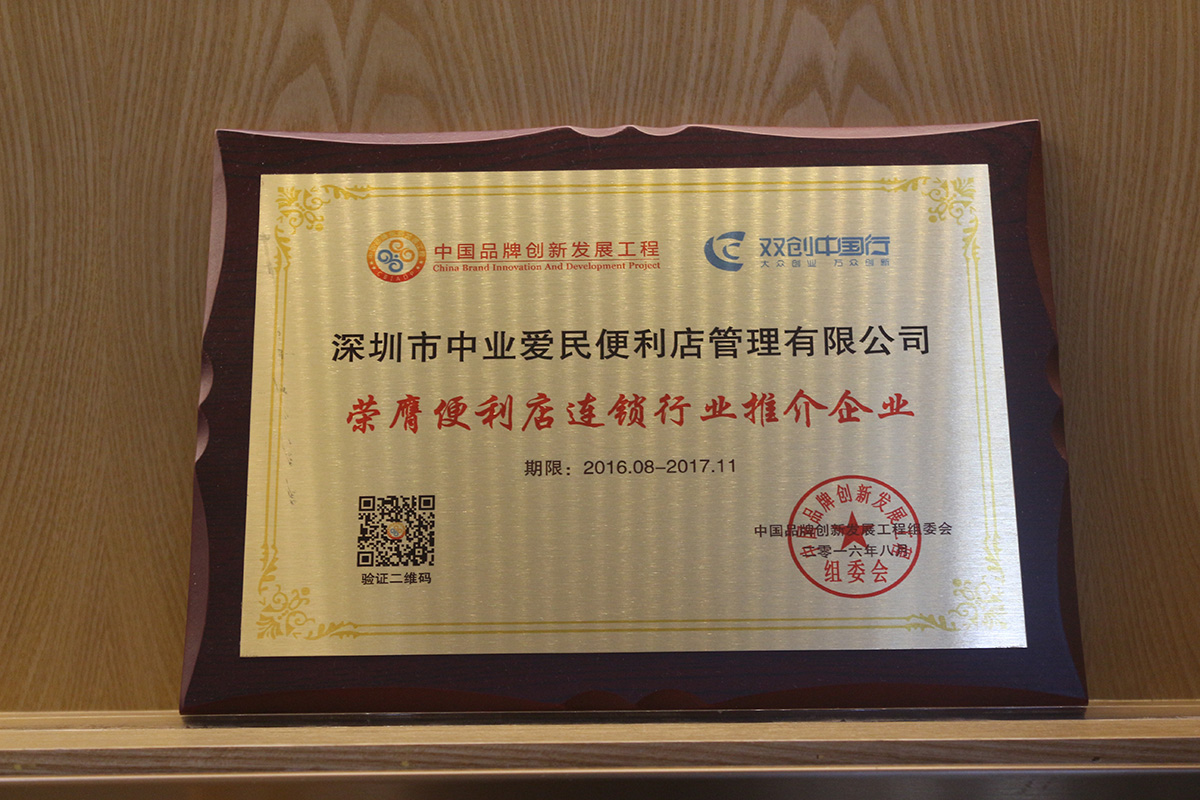 中国品牌创新发展工程
China Brand Innovation And Development Project
双创中国行
大众创业 万众创新
深圳市中业爱民便利店管理有限公司
荣膺便利店连锁行业推介企业
期限：2016.08-2017.11
验证二维码
中国品牌创新发展工程组委会
二零一六年八月
中国品牌创新发展工程
组委会